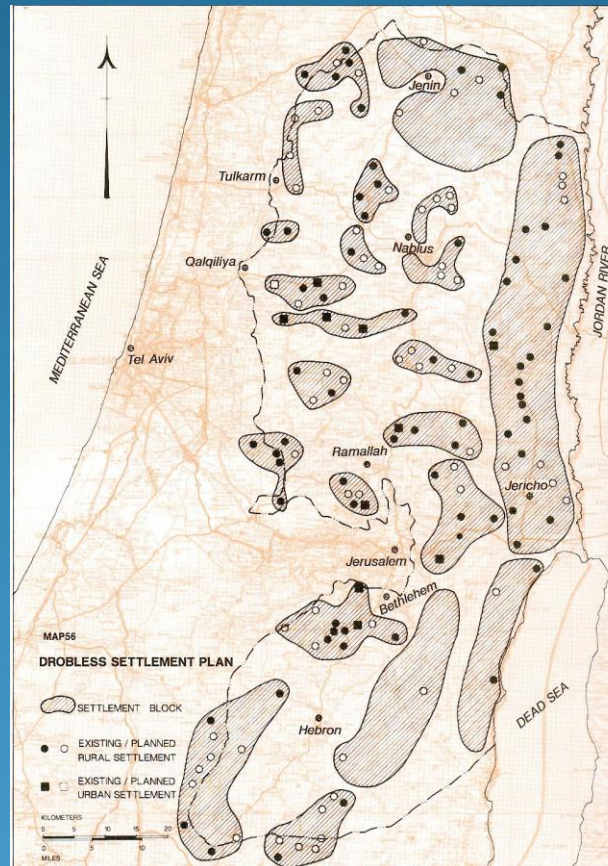 Jenin
Tulkarm
Nablus
Qalqiliya
MEDITERRANEAN SEA
JORDAN RIVER
Tel Aviv
Ramallah
Jericho
Jerusalem
Bethlehem
MAP56
DROBLESS SETTLEMENT PLAN
SETTLEMENT BLOCK
EXISTING / PLANNED
RURAL SETTLEMENT
EXISTING / PLANNED
URBAN SETTLEMENT
Hebron
DEAD SEA
KILOMETERS
0 5 10 15 20
0 5 10
MILES